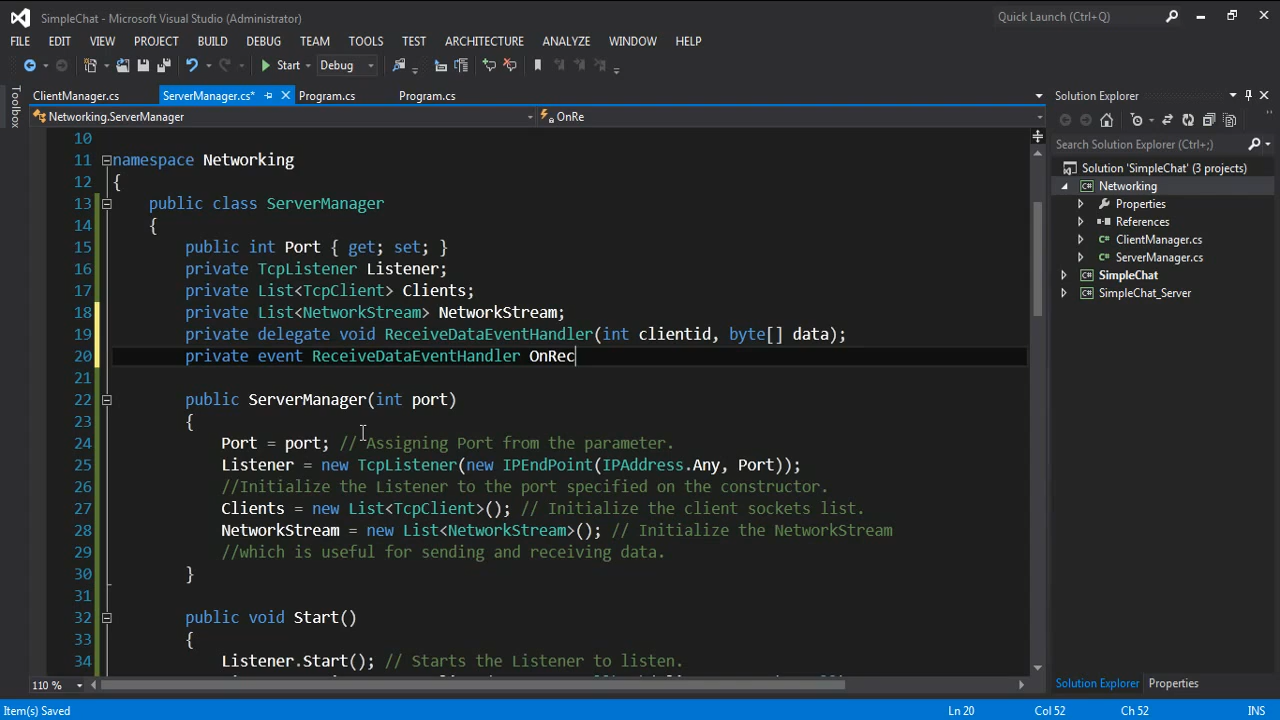 SimpleChat - Microsoft Visual Studio (Administrator)
Quick Launch (Ctrl+Q)
FILE EDIT VIEW PROJECT BUILD DEBUG TEAM TOOLS TEST ARCHITECTURE ANALYZE WINDOW HELP
Start Debug
Toolbox
ClientManager.cs ServerManager.cs* Program.cs Program.cs
Networking.ServerManager OnRe
10
11 namespace Networking
12 {
13 public class ServerManager
14 {
15 public int Port { get; set; }
16 private TcpListener Listener;
17 private List<TcpClient> Clients;
18 private List<NetworkStream> NetworkStream;
19 private delegate void ReceiveDataEventHandler(int clientid, byte[] data);
20 private event ReceiveDataEventHandler OnRec
21
22 public ServerManager(int port)
23 {
24 Port = port; // Assigning Port from the parameter.
25 Listener = new TcpListener(new IPEndPoint(IPAddress.Any, Port));
26 //Initialize the Listener to the port specified on the constructor.
27 Clients = new List<TcpClient>(); // Initialize the client sockets list.
28 NetworkStream = new List<NetworkStream>(); // Initialize the NetworkStream
29 //which is useful for sending and receiving data.
30 }
31
32 public void Start()
33 {
34 Listener.Start(); // Starts the Listener to listen.
110 %
Solution Explorer
Search Solution Explorer (Ctrl+;)
Solution 'SimpleChat' (3 projects)
Networking
Properties
References
ClientManager.cs
ServerManager.cs
SimpleChat
SimpleChat_Server
Solution Explorer Properties
Item(s) Saved Ln 20 Col 52 Ch 52 INS